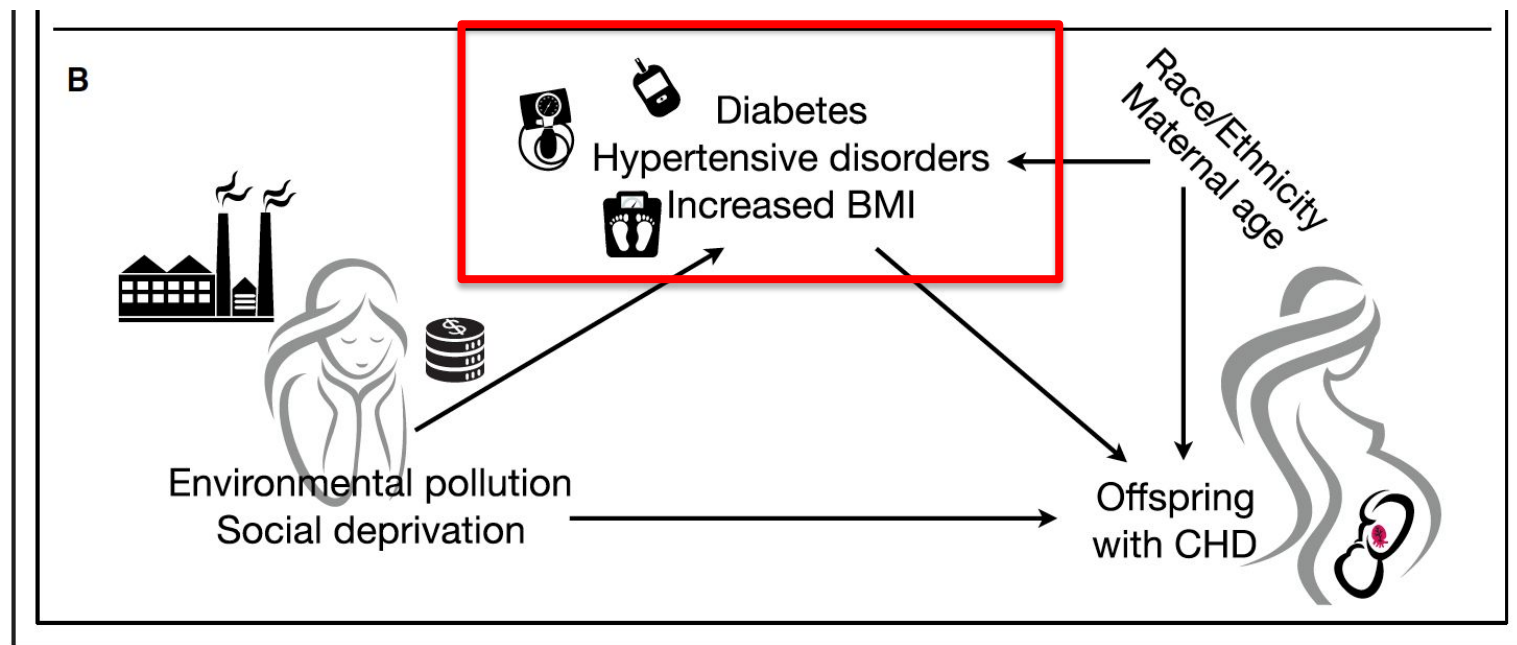 B
Diabetes
Hypertensive disorders
Increased BMI
Race/Ethnicity
Maternal age
$
Environmental pollution
Social deprivation
Offspring
with CHD